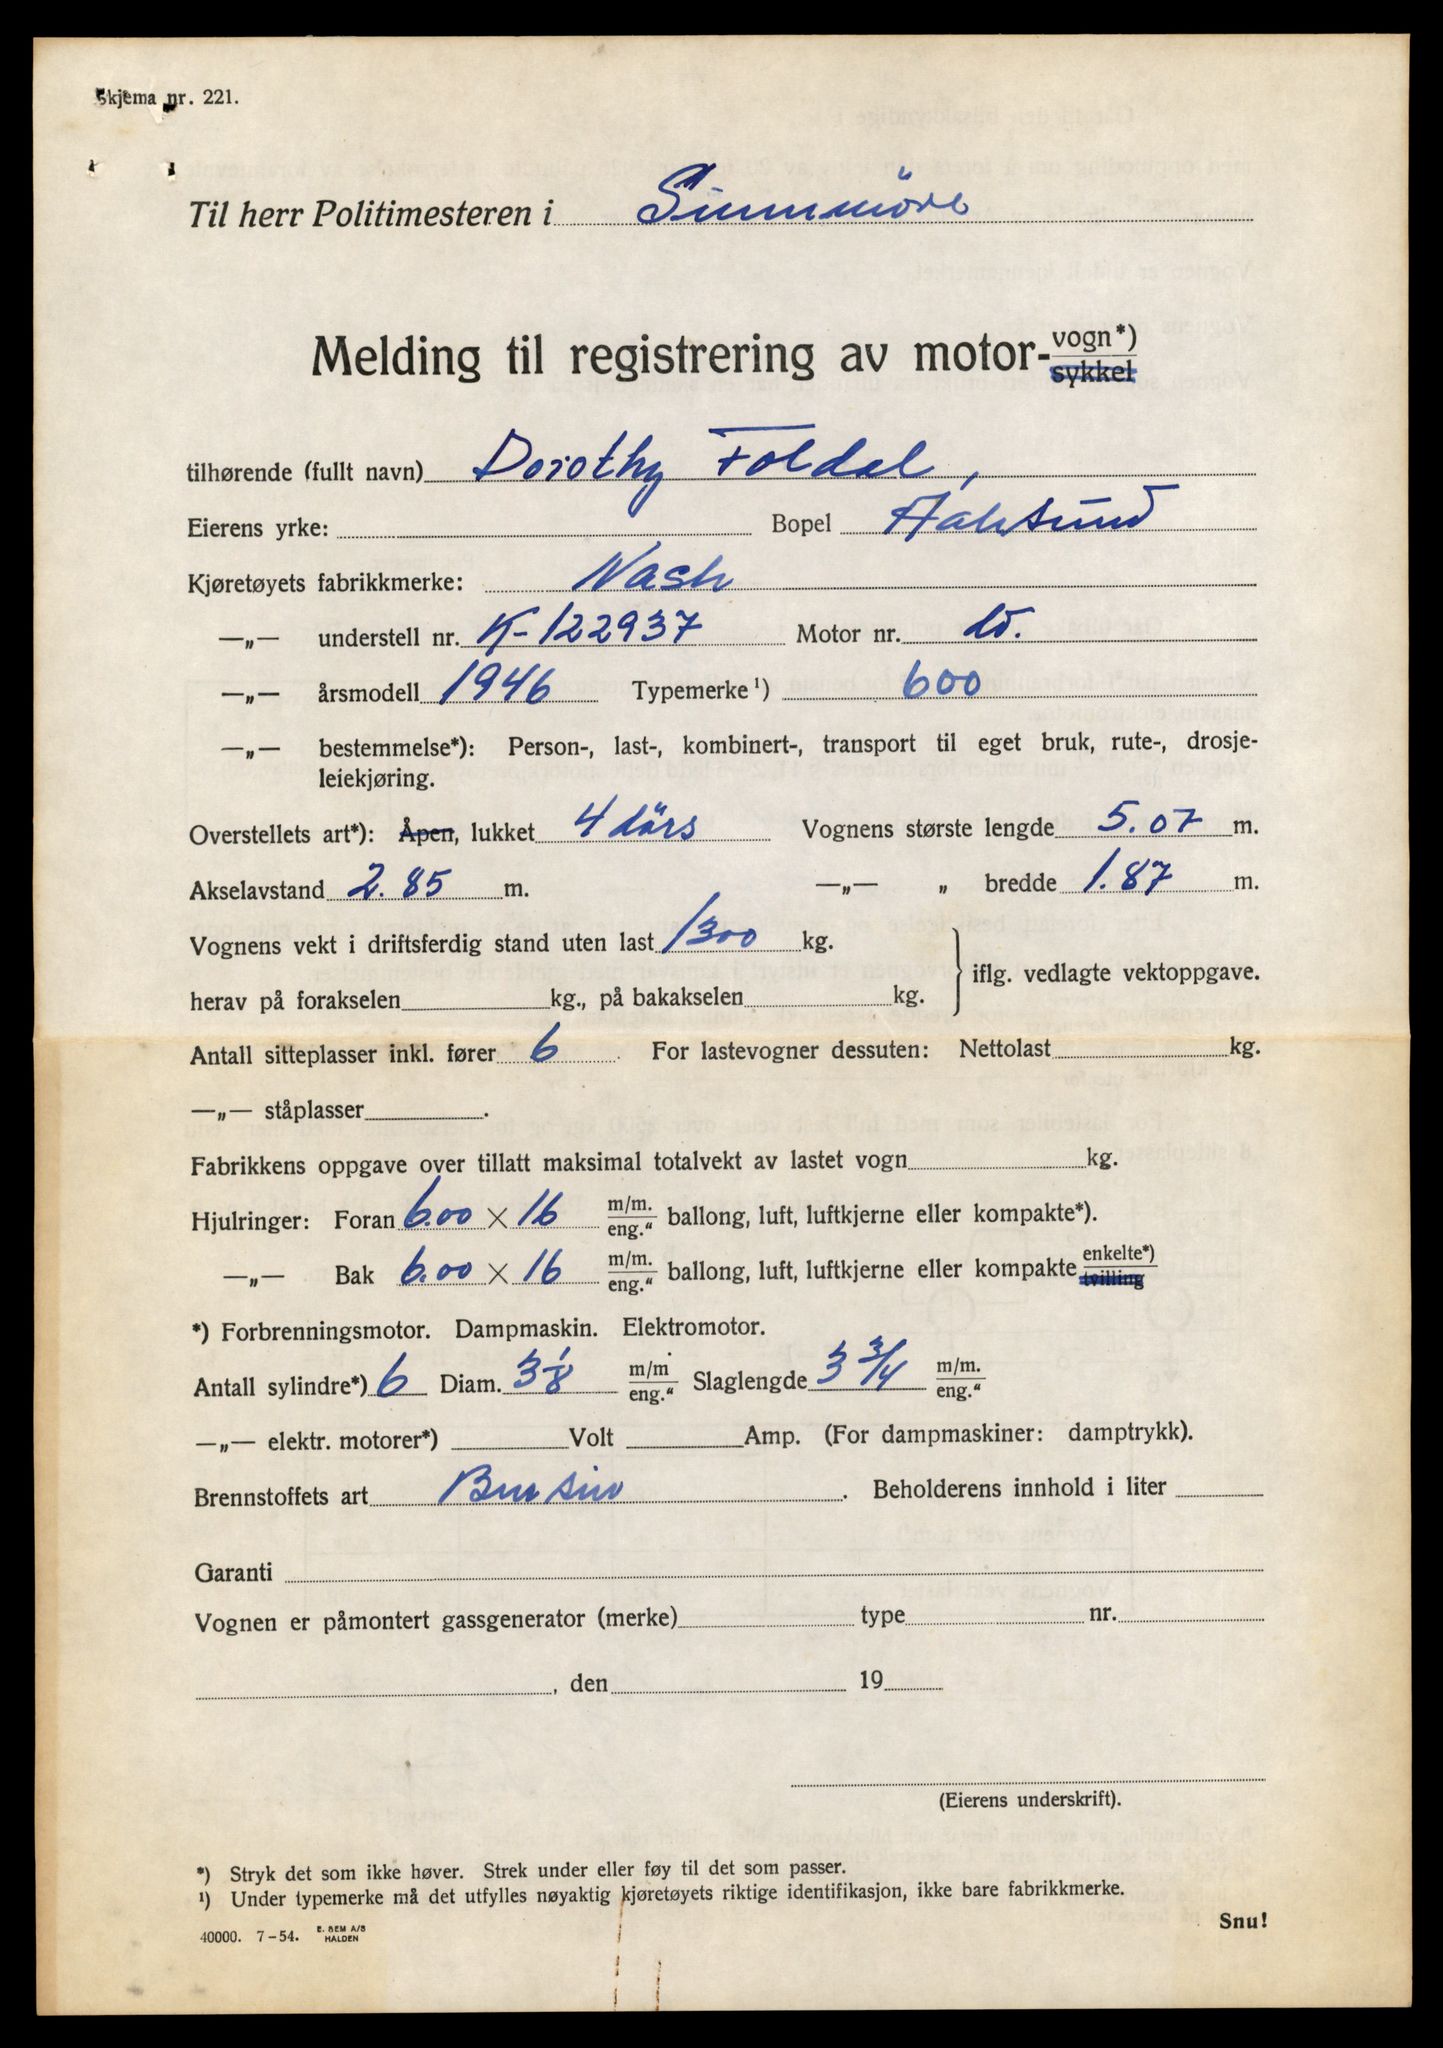 Skjema nr. 221.
Til herr Politimesteren i Sunnmöre
Melding til registrering av motor-vogn*)
sykkel
tilhørende (fullt navn) Dorothy Foldal,
Eierens yrke: Bopel Aalesund
Kjøretøyets fabrikkmerke: Nash
—„— understell nr. K-122937 Motor nr. do.
—„— årsmodell 1946 Typemerke¹) 600
—„— bestemmelse*): Person-, last-, kombinert-, transport til eget bruk, rute-, drosje-
leiekjøring.
Overstellets art*): Åpen, lukket 4 dörs Vognens største lengde 5.07 m.
Akselavstand 2.85 m. —„— „ bredde 1.87 m.
Vognens vekt i driftsferdig stand uten last 1300 kg.
herav på forakselen kg., på bakakselen kg. iflg. vedlagte vektoppgave.
Antall sitteplasser inkl. fører 6 For lastevogner dessuten: Nettolast kg.
—„— ståplasser .
Fabrikkens oppgave over tillatt maksimal totalvekt av lastet vogn kg.
Hjulringer: Foran 6.00 × 16 m/m. eng.“ ballong, luft, luftkjerne eller kompakte*).
—„— Bak 6.00 × 16 m/m. eng.“ ballong, luft, luftkjerne eller kompakte enkelte*) tvilling
*) Forbrenningsmotor. Dampmaskin. Elektromotor.
Antall sylindre*) 6 Diam. 3 1/8 m/m eng.“ Slaglengde 3 3/4 m/m. eng.“
—„— elektr. motorer*) Volt Amp. (For dampmaskiner: damptrykk).
Brennstoffets art Bensin . Beholderens innhold i liter
Garanti
Vognen er påmontert gassgenerator (merke) type nr.
, den 19
(Eierens underskrift).
*) Stryk det som ikke høver. Strek under eller føy til det som passer.
¹) Under typemerke må det utfylles nøyaktig kjøretøyets riktige identifikasjon, ikke bare fabrikkmerke.
Snu!
40000. 7-54. E. SEM A/S
HALDEN